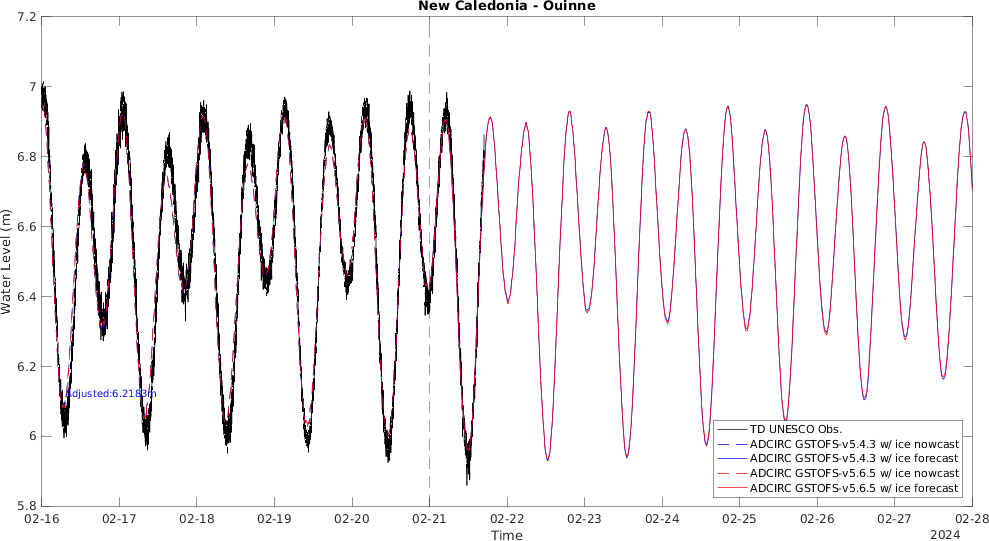 New Caledonia - Ouinne
7.2
7
6.8
6.6
6.4
6.2
6
5.8
Water Level (m)
Adjusted:6.2183m
TD UNESCO Obs.
ADCIRC GSTOFS-v5.4.3 w/ ice nowcast
ADCIRC GSTOFS-v5.4.3 w/ ice forecast
ADCIRC GSTOFS-v5.6.5 w/ ice nowcast
ADCIRC GSTOFS-v5.6.5 w/ ice forecast
02-16 02-17 02-18 02-19 02-20 02-21 02-22 02-23 02-24 02-25 02-26 02-27 02-28
Time
2024